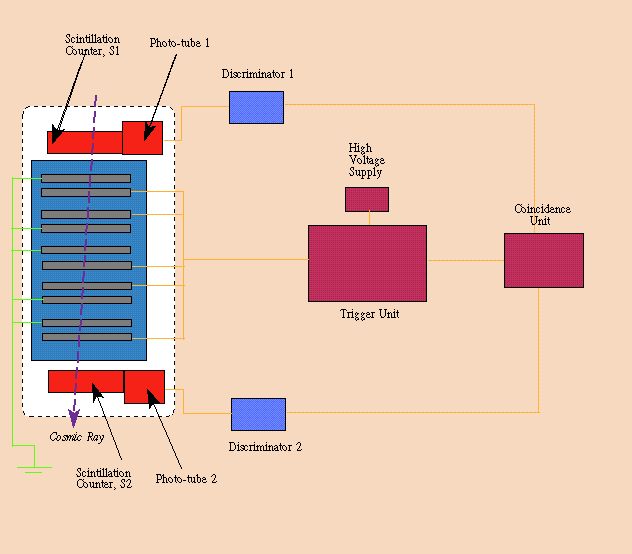 Scintillation
Counter, S1
Photo-tube 1
Discriminator 1
High
Voltage
Supply
Coincidence
Unit
Trigger Unit
Cosmic Ray
Discriminator 2
Scintillation
Counter, S2
Photo-tube 2